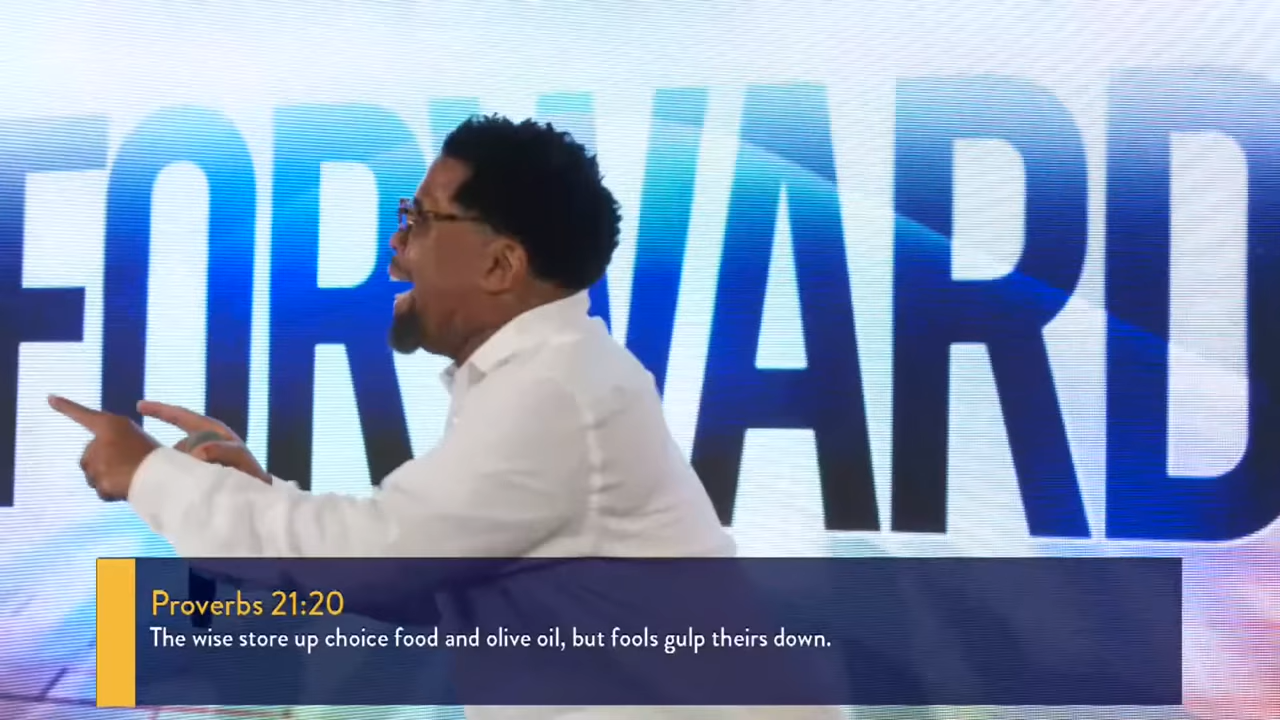 FORWARD
Proverbs 21:20
The wise store up choice food and olive oil, but fools gulp theirs down.